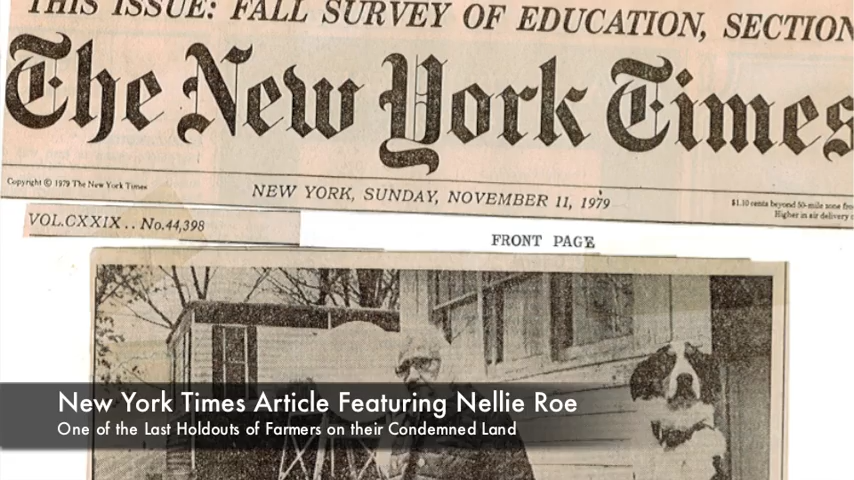 THIS ISSUE: FALL SURVEY OF EDUCATION, SECTION
The New York Times
Copyright © 1979 The New York Times
NEW YORK, SUNDAY, NOVEMBER 11, 1979
$1.10 cents beyond 50-mile zone
Higher in air delivery
VOL.CXXIX . . No.44,398
FRONT PAGE
New York Times Article Featuring Nellie Roe
One of the Last Holdouts of Farmers on their Condemned Land